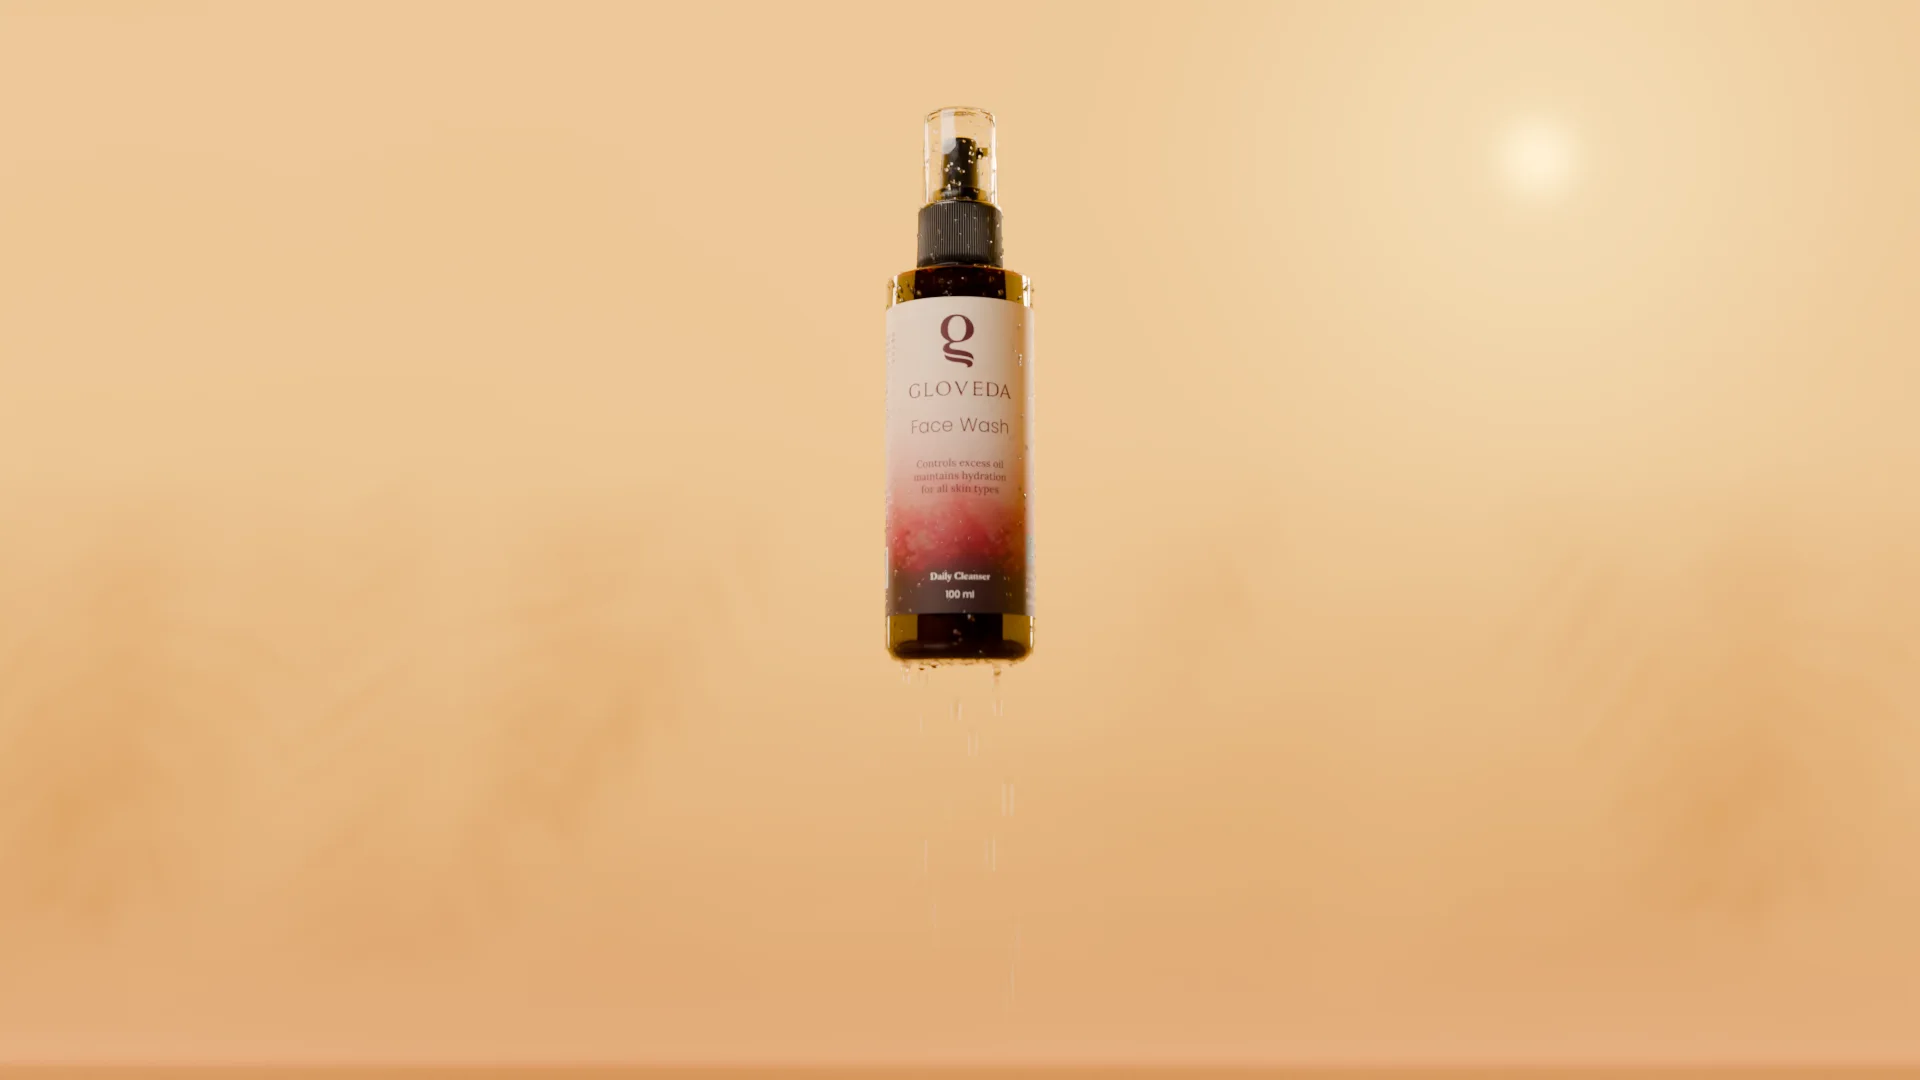 g
GLOVEDA
Face Wash
Controls excess oil
maintains hydration
for all skin types
Daily Cleanser
100 ml